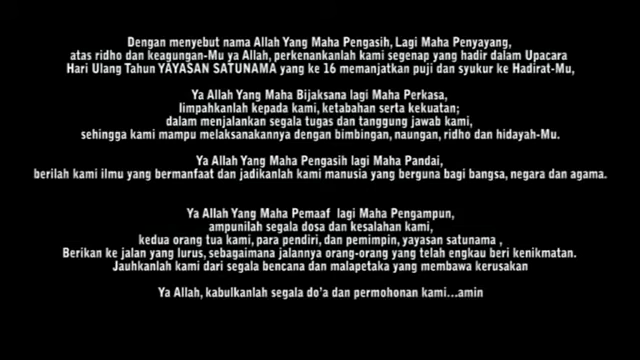 Dengan menyebut nama Allah Yang Maha Pengasih, Lagi Maha Penyayang,
atas ridho dan keagungan-Mu ya Allah, perkenankanlah kami segenap yang hadir dalam Upacara
Hari Ulang Tahun YAYASAN SATUNAMA yang ke 16 memanjatkan puji dan syukur ke Hadirat-Mu,
Ya Allah Yang Maha Bijaksana lagi Maha Perkasa,
limpahkanlah kepada kami, ketabahan serta kekuatan;
dalam menjalankan segala tugas dan tanggung jawab kami,
sehingga kami mampu melaksanakannya dengan bimbingan, naungan, ridho dan hidayah-Mu.
Ya Allah Yang Maha Pengasih lagi Maha Pandai,
berilah kami ilmu yang bermanfaat dan jadikanlah kami manusia yang berguna bagi bangsa, negara dan agama.
Ya Allah Yang Maha Pemaaf lagi Maha Pengampun,
ampunilah segala dosa dan kesalahan kami,
kedua orang tua kami, para pendiri, dan pemimpin, yayasan satunama ,
Berikan ke jalan yang lurus, sebagaimana jalannya orang-orang yang telah engkau beri kenikmatan.
Jauhkanlah kami dari segala bencana dan malapetaka yang membawa kerusakan
Ya Allah, kabulkanlah segala do'a dan permohonan kami...amin